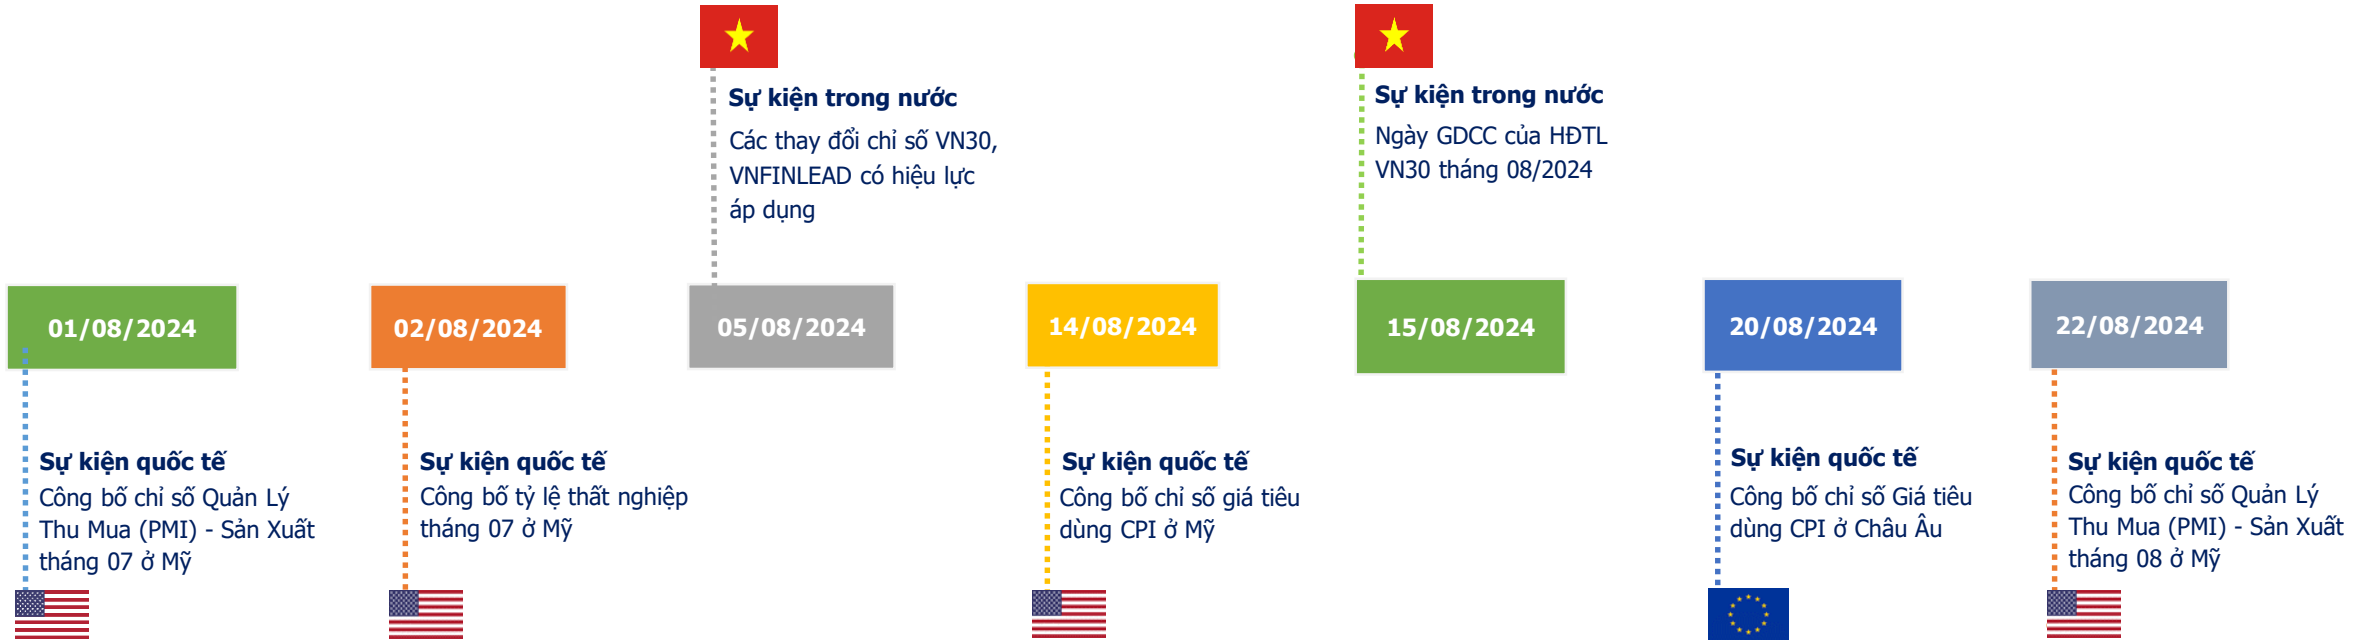 Sự kiện trong nước
Các thay đổi chỉ số VN30,
VNFINLEAD có hiệu lực
áp dụng
Sự kiện trong nước
Ngày GDCC của HĐTL
VN30 tháng 08/2024
01/08/2024
02/08/2024
05/08/2024
14/08/2024
15/08/2024
20/08/2024
22/08/2024
Sự kiện quốc tế
Công bố chỉ số Quản Lý
Thu Mua (PMI) - Sản Xuất
tháng 07 ở Mỹ
Sự kiện quốc tế
Công bố tỷ lệ thất nghiệp
tháng 07 ở Mỹ
Sự kiện quốc tế
Công bố chỉ số giá tiêu
dùng CPI ở Mỹ
Sự kiện quốc tế
Công bố chỉ số Giá tiêu
dùng CPI ở Châu Âu
Sự kiện quốc tế
Công bố chỉ số Quản Lý
Thu Mua (PMI) - Sản Xuất
tháng 08 ở Mỹ